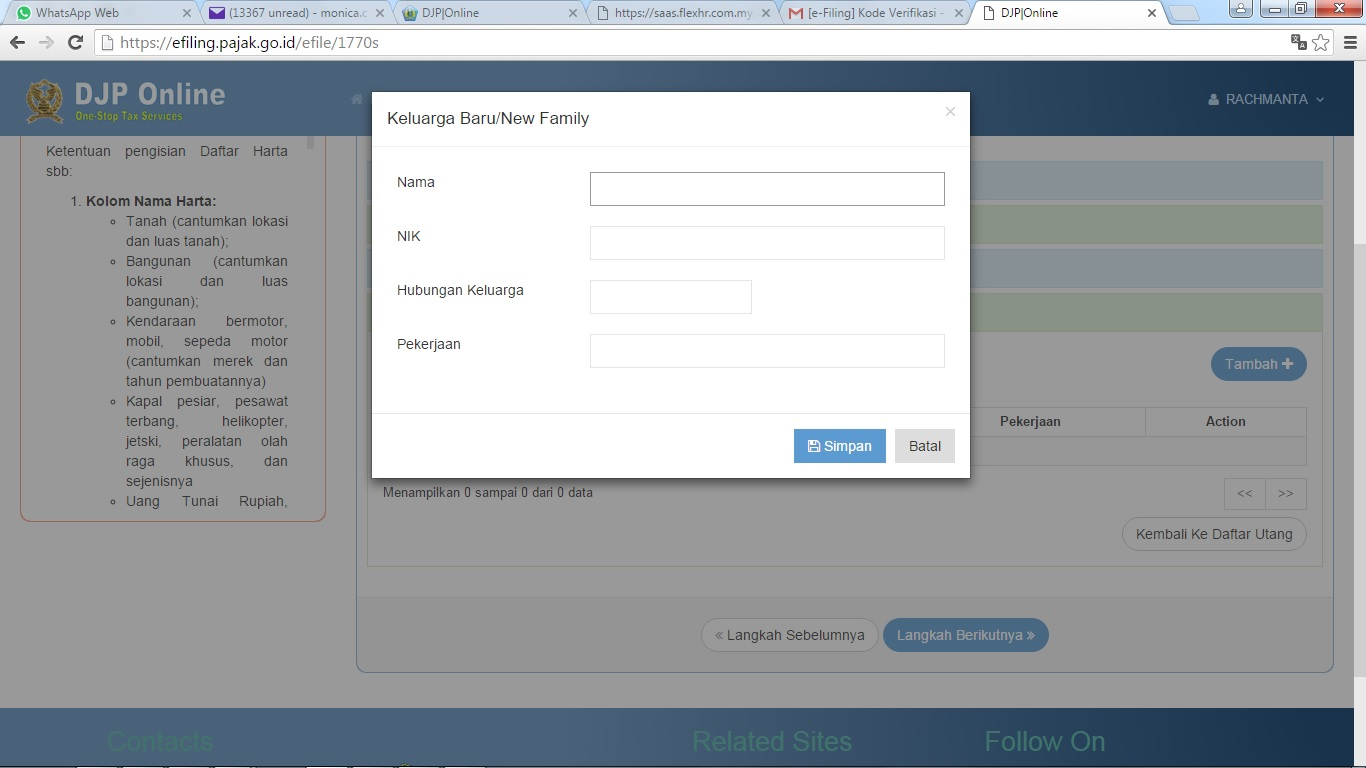 WhatsApp Web
(13367 unread) - monica.c
DJP|Online
https://saas.flexhr.com.my
[e-Filing] Kode Verifikasi -
DJP|Online
https://efiling.pajak.go.id/efile/1770s
DJP Online
One-Stop Tax Services
RACHMANTA
Ketentuan pengisian Daftar Harta
sbb:
1. Kolom Nama Harta:
Tanah (cantumkan lokasi
dan luas tanah);
Bangunan (cantumkan
lokasi dan luas
bangunan);
Kendaraan bermotor,
mobil, sepeda motor
(cantumkan merek dan
tahun pembuatannya)
Kapal pesiar, pesawat
terbang, helikopter,
jetski, peralatan olah
raga khusus, dan
sejenisnya
Uang Tunai Rupiah,
Keluarga Baru/New Family
×
Nama
NIK
Hubungan Keluarga
Pekerjaan
Simpan
Batal
Tambah
Pekerjaan
Action
Menampilkan 0 sampai 0 dari 0 data
<<
>>
Kembali Ke Daftar Utang
« Langkah Sebelumnya
Langkah Berikutnya »
Contacts
Related Sites
Follow On